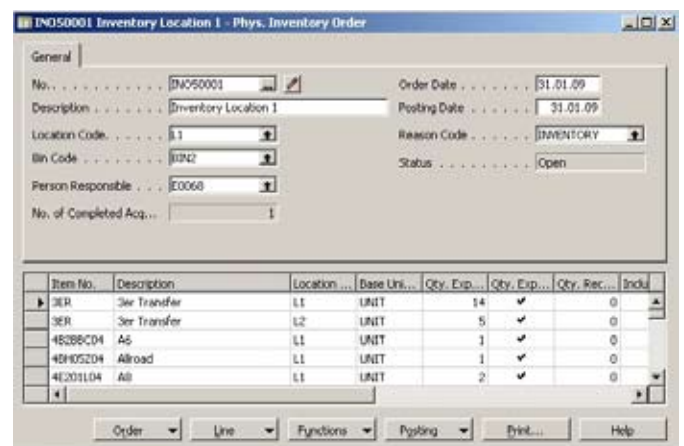 INO50001 Inventory Location 1 - Phys. Inventory Order
General
No. . . . . . . . . . . . INO50001
Order Date . . . . . . . 31.01.09
Description . . . . . . . Inventory Location 1
Posting Date . . . . . . 31.01.09
Location Code. . . . . . L1
Reason Code . . . . . . INVENTORY
Bin Code . . . . . . . . BIN2
Status . . . . . . . . . Open
Person Responsible . . . E0068
No. of Completed Acq... 1
Item No. Description Location ... Base Uni... Qty. Exp... Qty. Exp... Qty. Rec... Inclu
3ER 3er Transfer L1 UNIT 14 ✔ 0
3ER 3er Transfer L2 UNIT 5 ✔ 0
A6 L1 UNIT 1 ✔ 0
Allroad L1 UNIT 1 ✔ 0
4E201L04 A8 L1 UNIT 2 ✔ 0
Order Line Functions Posting Print... Help